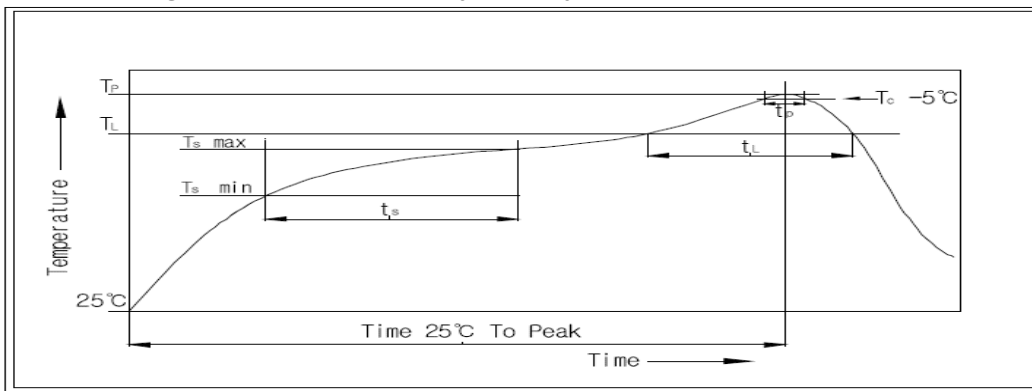 TP
Tc -5℃
tP
TL
tL
Ts max
Ts min
ts
Temperature
25℃
Time 25℃ To Peak
Time